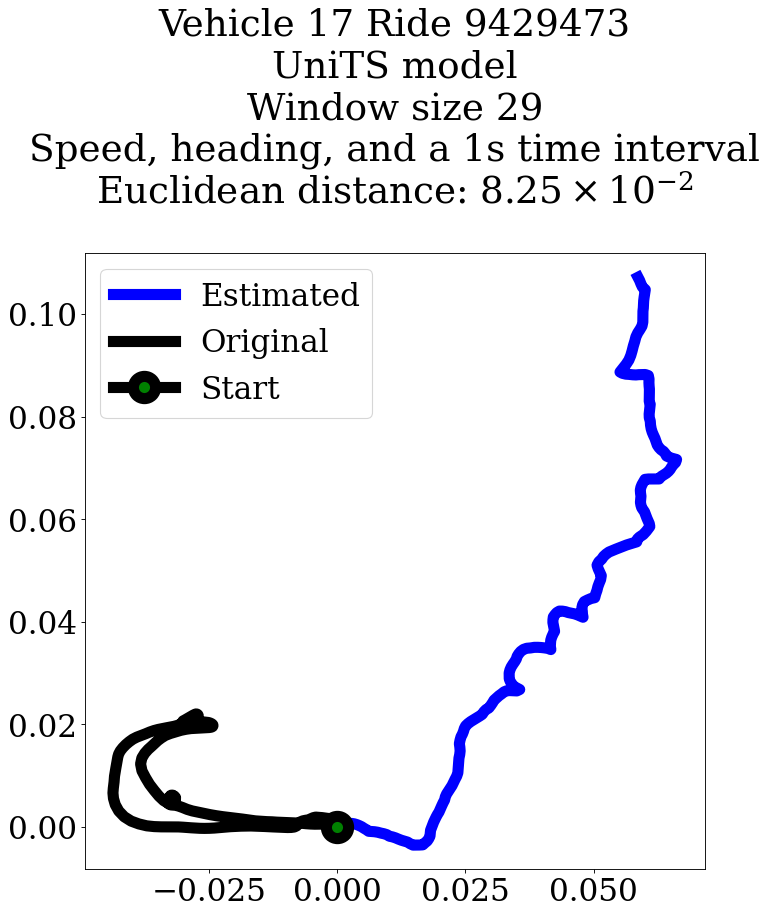 Vehicle 17 Ride 9429473
UniTS model
Window size 29
Speed, heading, and a 1s time interval
Euclidean distance: 8.25 × 10⁻²
Estimated
Original
Start
0.10
0.08
0.06
0.04
0.02
0.00
−0.025 0.000 0.025 0.050